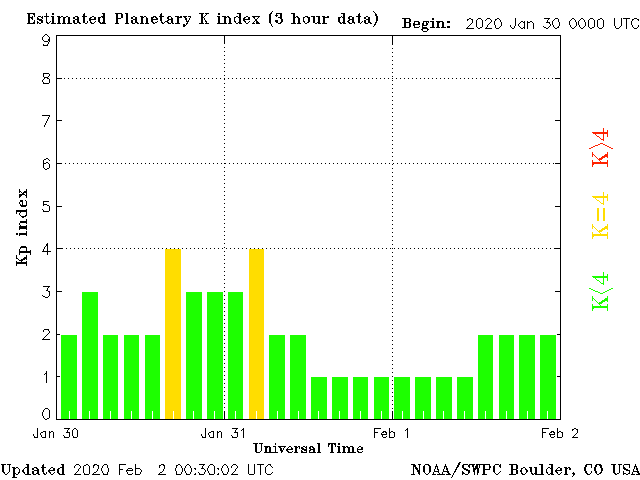 Estimated Planetary K index (3 hour data) Begin: 2020 Jan 30 0000 UTC
9
8
7
6
5
4
3
2
1
0
Kp index
K>4
K=4
K<4
Jan 30 Jan 31 Feb 1 Feb 2
Universal Time
Updated 2020 Feb 2 00:30:02 UTC NOAA/SWPC Boulder, CO USA